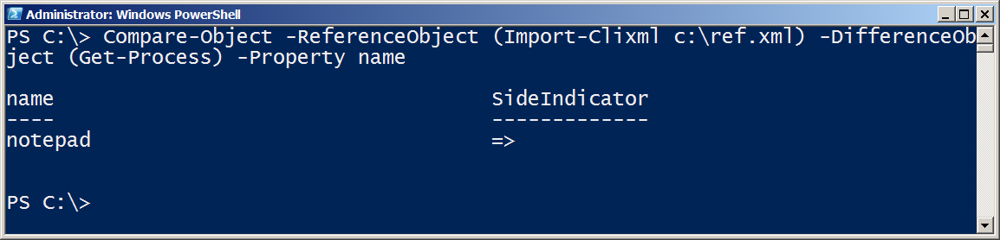 Administrator: Windows PowerShell
PS C:\> Compare-Object -ReferenceObject (Import-Clixml c:\ref.xml) -DifferenceOb
ject (Get-Process) -Property name
name SideIndicator
---- -------------
notepad =>
PS C:\>